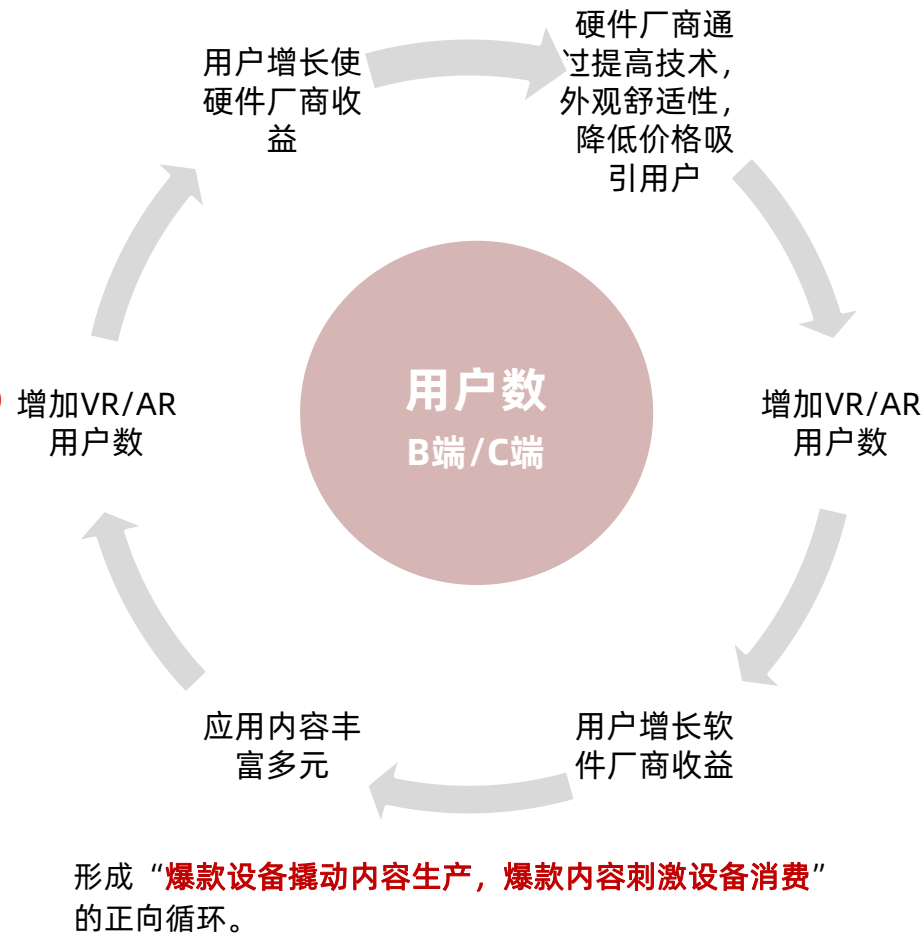 用户增长使
硬件厂商收
益
硬件厂商通
过提高技术，
外观舒适性，
降低价格吸
引用户
增加VR/AR
用户数
用户数
B端/C端
增加VR/AR
用户数
应用内容丰
富多元
用户增长软
件厂商收益
形成“爆款设备撬动内容生产，爆款内容刺激设备消费”
的正向循环。